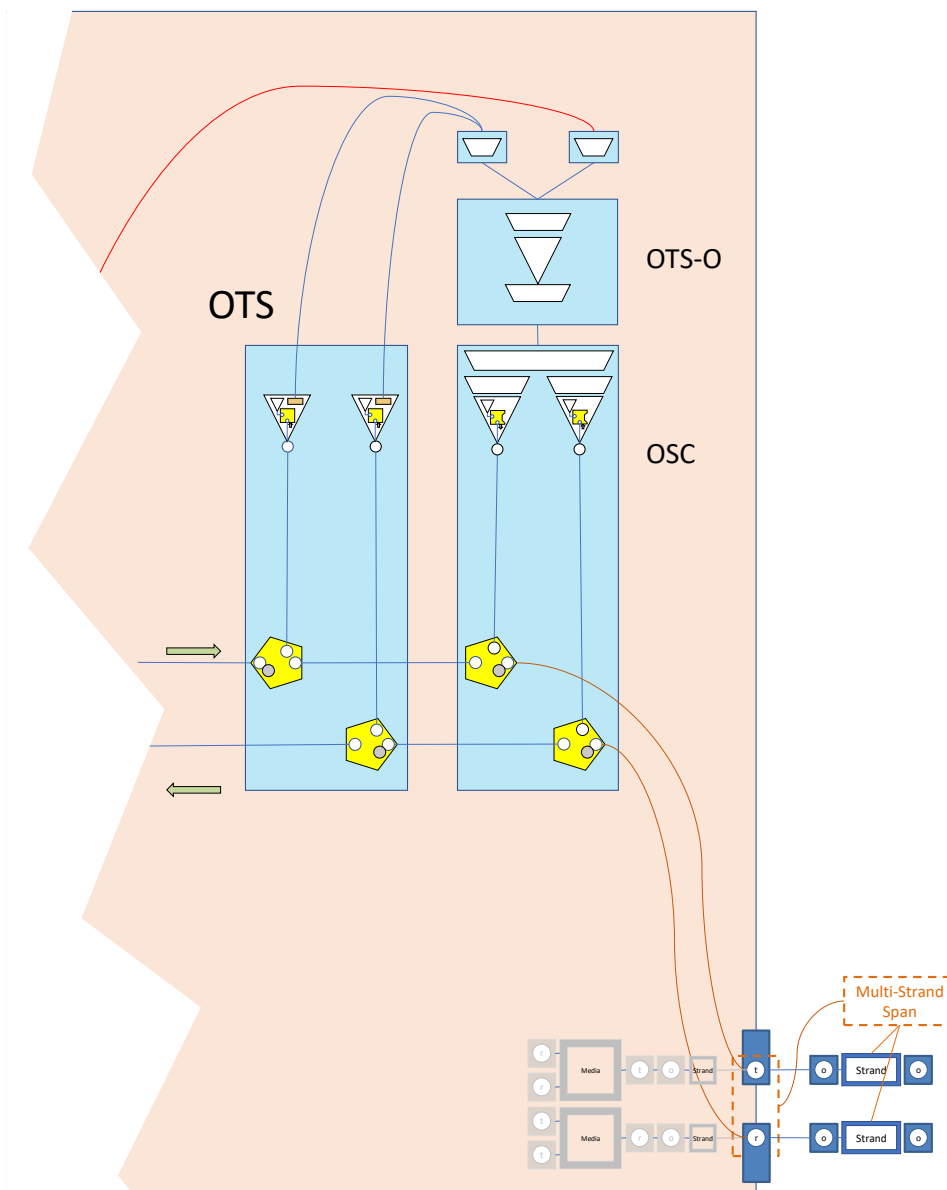 OTS-O
OTS
OSC
Multi-Strand
Span
r
Media
t
o
Strand
t
o
Strand
o
r
t
Media
r
o
Strand
r
o
Strand
o
t